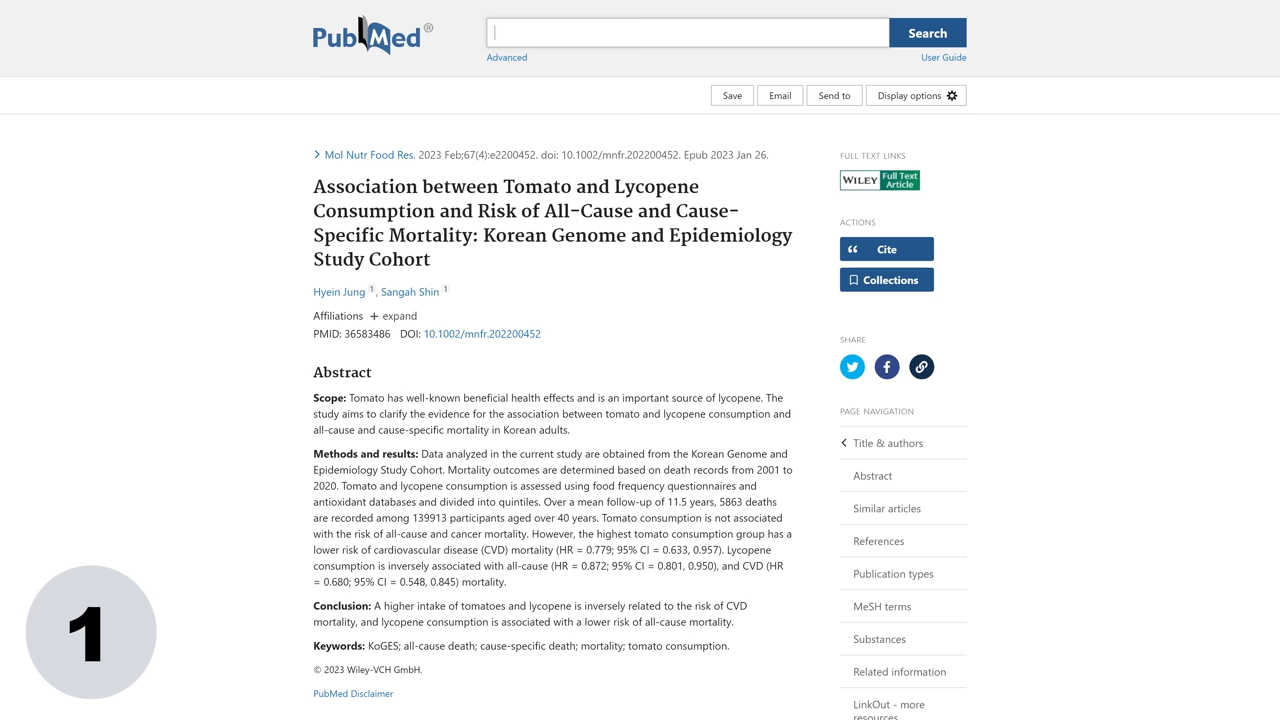 PubMed®
Search
Advanced
User Guide
Save
Email
Send to
Display options
Mol Nutr Food Res. 2023 Feb;67(4):e2200452. doi: 10.1002/mnfr.202200452. Epub 2023 Jan 26.
Association between Tomato and Lycopene
Consumption and Risk of All-Cause and Cause-
Specific Mortality: Korean Genome and Epidemiology
Study Cohort
Hyein Jung 1, Sangah Shin 1
Affiliations + expand
PMID: 36583486 DOI: 10.1002/mnfr.202200452
Abstract
Scope: Tomato has well-known beneficial health effects and is an important source of lycopene. The
study aims to clarify the evidence for the association between tomato and lycopene consumption and
all-cause and cause-specific mortality in Korean adults.
Methods and results: Data analyzed in the current study are obtained from the Korean Genome and
Epidemiology Study Cohort. Mortality outcomes are determined based on death records from 2001 to
2020. Tomato and lycopene consumption is assessed using food frequency questionnaires and
antioxidant databases and divided into quintiles. Over a mean follow-up of 11.5 years, 5863 deaths
are recorded among 139913 participants aged over 40 years. Tomato consumption is not associated
with the risk of all-cause and cancer mortality. However, the highest tomato consumption group has a
lower risk of cardiovascular disease (CVD) mortality (HR = 0.779; 95% CI = 0.633, 0.957). Lycopene
consumption is inversely associated with all-cause (HR = 0.872; 95% CI = 0.801, 0.950), and CVD (HR
= 0.680; 95% CI = 0.548, 0.845) mortality.
Conclusion: A higher intake of tomatoes and lycopene is inversely related to the risk of CVD
mortality, and lycopene consumption is associated with a lower risk of all-cause mortality.
Keywords: KoGES; all-cause death; cause-specific death; mortality; tomato consumption.
© 2023 Wiley-VCH GmbH.
PubMed Disclaimer
FULL TEXT LINKS
WILEY Full Text
Article
ACTIONS
Cite
Collections
SHARE
PAGE NAVIGATION
Title & authors
Abstract
Similar articles
References
Publication types
MeSH terms
Substances
Related information
LinkOut - more
resources
1